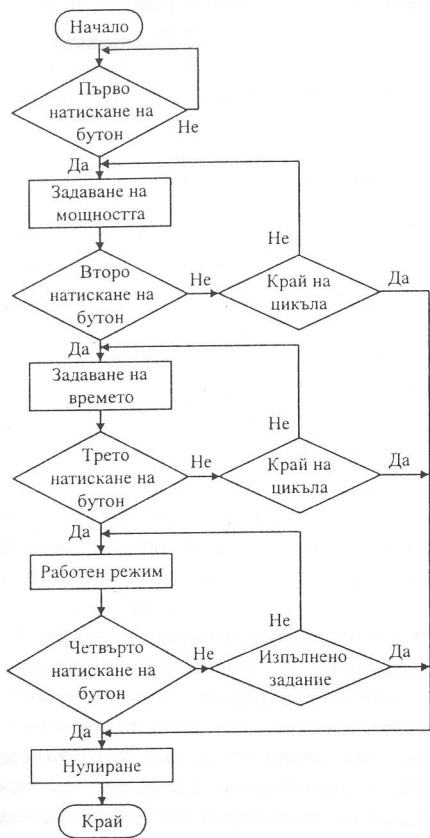 Начало
Първо
натискане на
бутон
Не
Да
Задаване на
мощността
Не
Да
Второ
натискане на
бутон
Не
Край на
цикъла
Да
Задаване на
времето
Не
Трето
натискане на
бутон
Не
Край на
цикъла
Да
Да
Работен режим
Не
Четвърто
натискане на
бутон
Не
Изпълнено
задание
Да
Да
Нулиране
Край